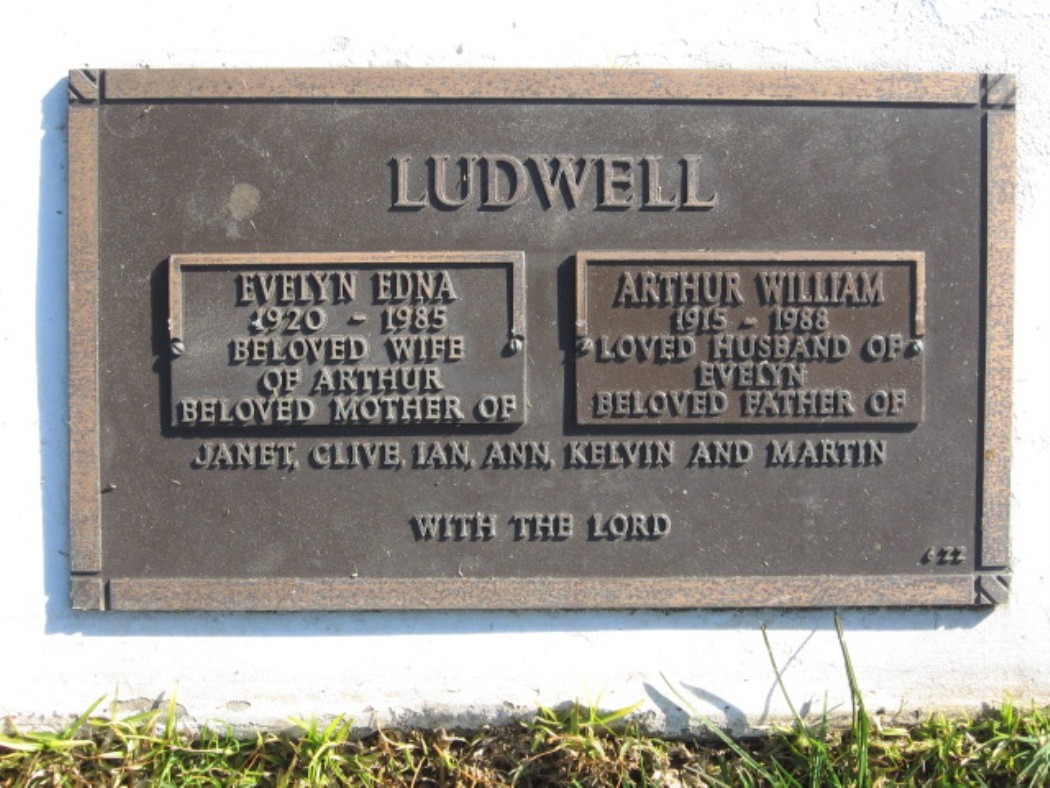 LUDWELL
EVELYN EDNA
1920 - 1985
BELOVED WIFE
OF ARTHUR
BELOVED MOTHER OF
ARTHUR WILLIAM
1915 - 1988
LOVED HUSBAND OF
EVELYN
BELOVED FATHER OF
JANET, CLIVE, IAN, ANN, KELVIN AND MARTIN
WITH THE LORD
622